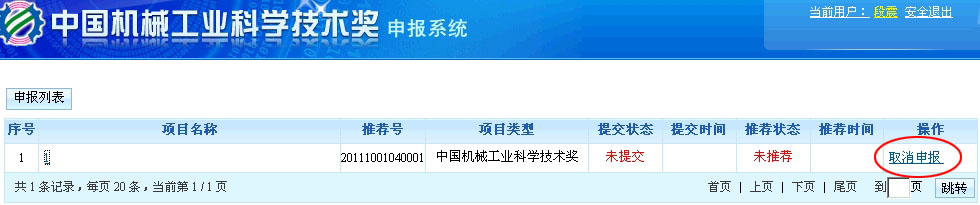 中国机械工业科学技术奖 申报系统
当前用户： 段震 安全退出
申报列表
序号 项目名称 推荐号 项目类型 提交状态 提交时间 推荐状态 推荐时间 操作
1 1 20111001040001 中国机械工业科学技术奖 未提交 未推荐 取消申报
共 1 条记录，每页 20 条，当前第 1 / 1 页 首页 | 上页 | 下页 | 尾页 到 页 跳转